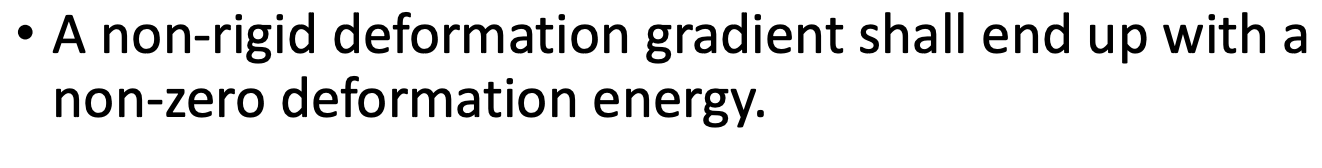 • A non-rigid deformation gradient shall end up with a
non-zero deformation energy.